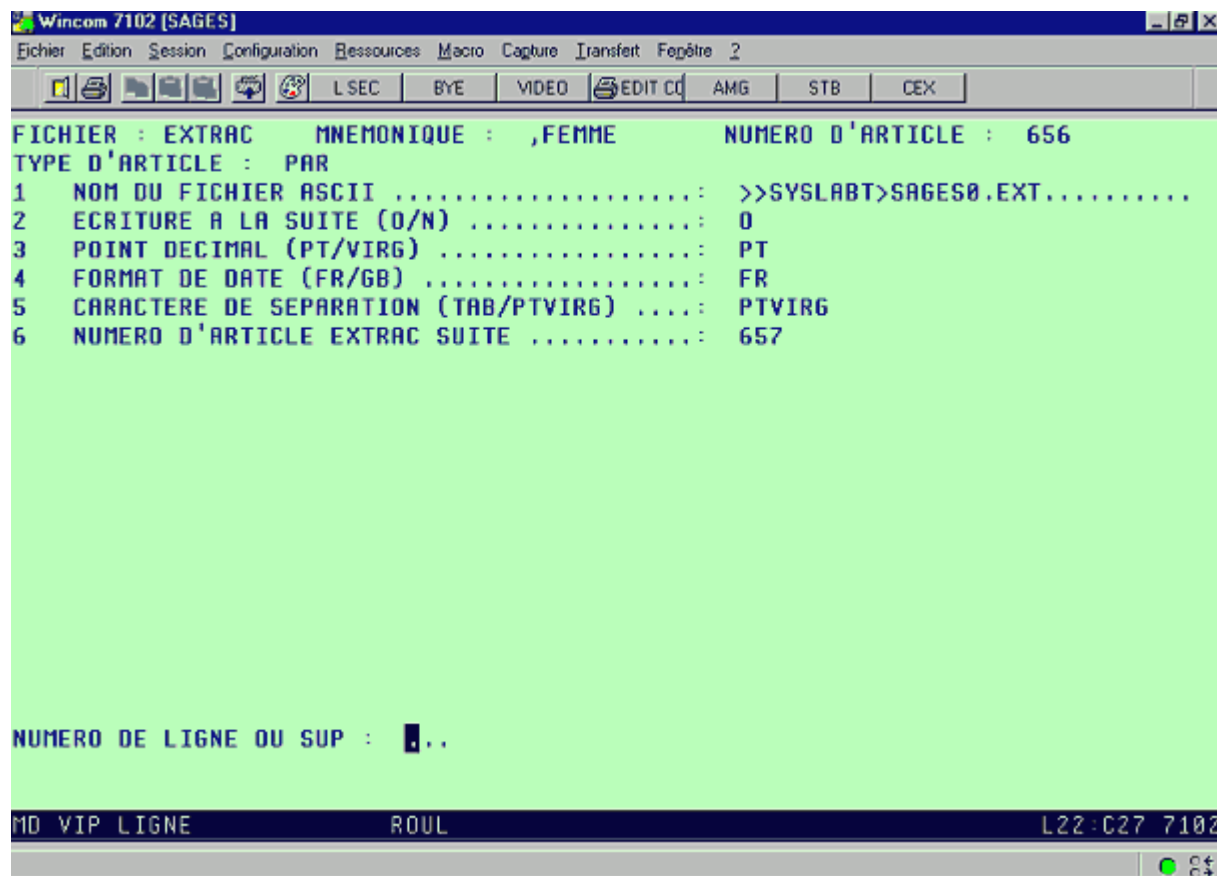 Wincom 7102 [SAGES]
Fichier Edition Session Configuration Ressources Macro Capture Transfert Fenêtre ?
L SEC BYE VIDEO EDIT CO AMG STB CEX
FICHIER : EXTRAC MNEMONIQUE : ,FEMME NUMERO D'ARTICLE : 656
TYPE D'ARTICLE : PAR
1 NOM DU FICHIER ASCII ....................: >>SYSLABT>SAGES0.EXT..........
2 ECRITURE A LA SUITE (O/N) ...............: O
3 POINT DECIMAL (PT/VIRG) .................: PT
4 FORMAT DE DATE (FR/GB) ..................: FR
5 CARACTERE DE SEPARATION (TAB/PTVIRG) ....: PTVIRG
6 NUMERO D'ARTICLE EXTRAC SUITE ...........: 657
NUMERO DE LIGNE OU SUP : ...
MD VIP LIGNE ROUL L22:C27 7102